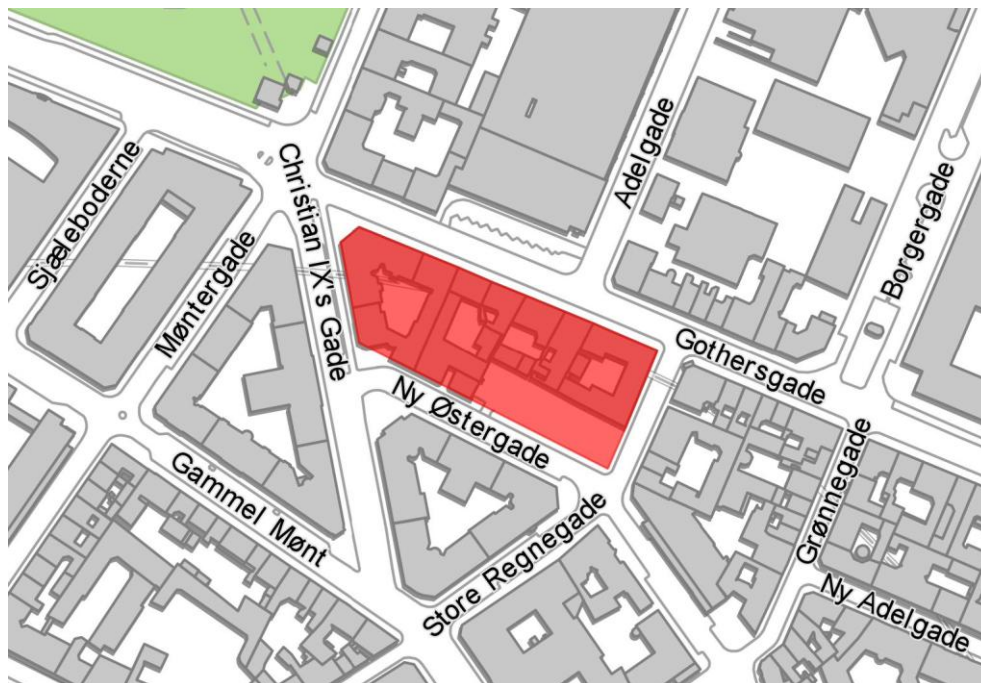 Sjæleboderne
Møntergade
Christian IX's Gade
Adelgade
Borgergade
Gothersgade
Ny Østergade
Gammel Mønt
Store Regnegade
Grønnegade
Ny Adelgade